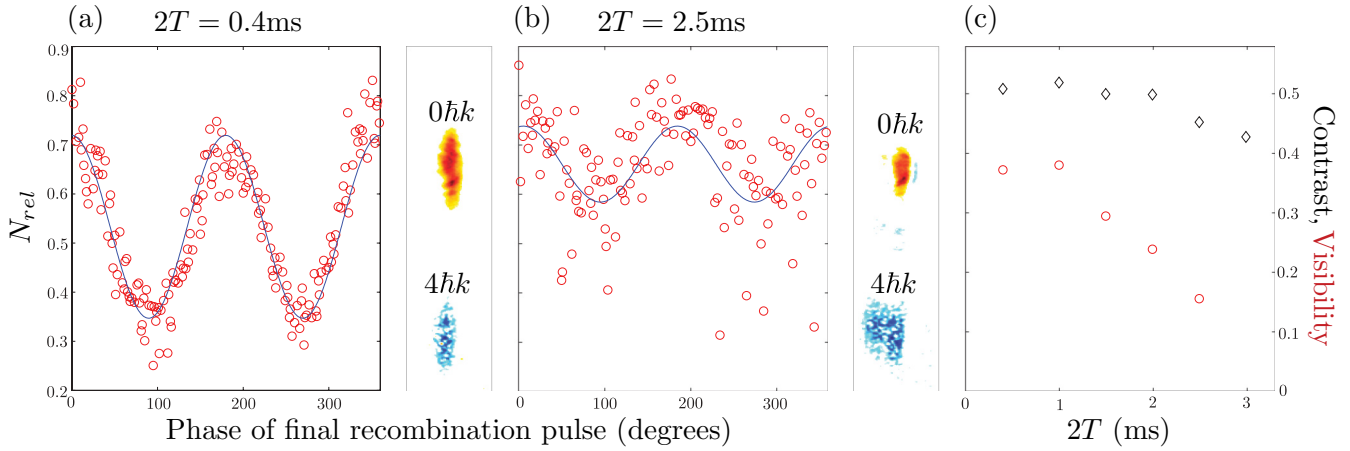 (a) 2T = 0.4ms
(b) 2T = 2.5ms
(c)
N_rel
0.9
0.8
0.7
0.6
0.5
0.4
0.3
0.2
0 100 200 300
0ħk
4ħk
0 100 200 300
0ħk
4ħk
0.5
0.4
0.3
0.2
0.1
0
0 1 2 3
Contrast, Visibility
Phase of final recombination pulse (degrees)
2T (ms)